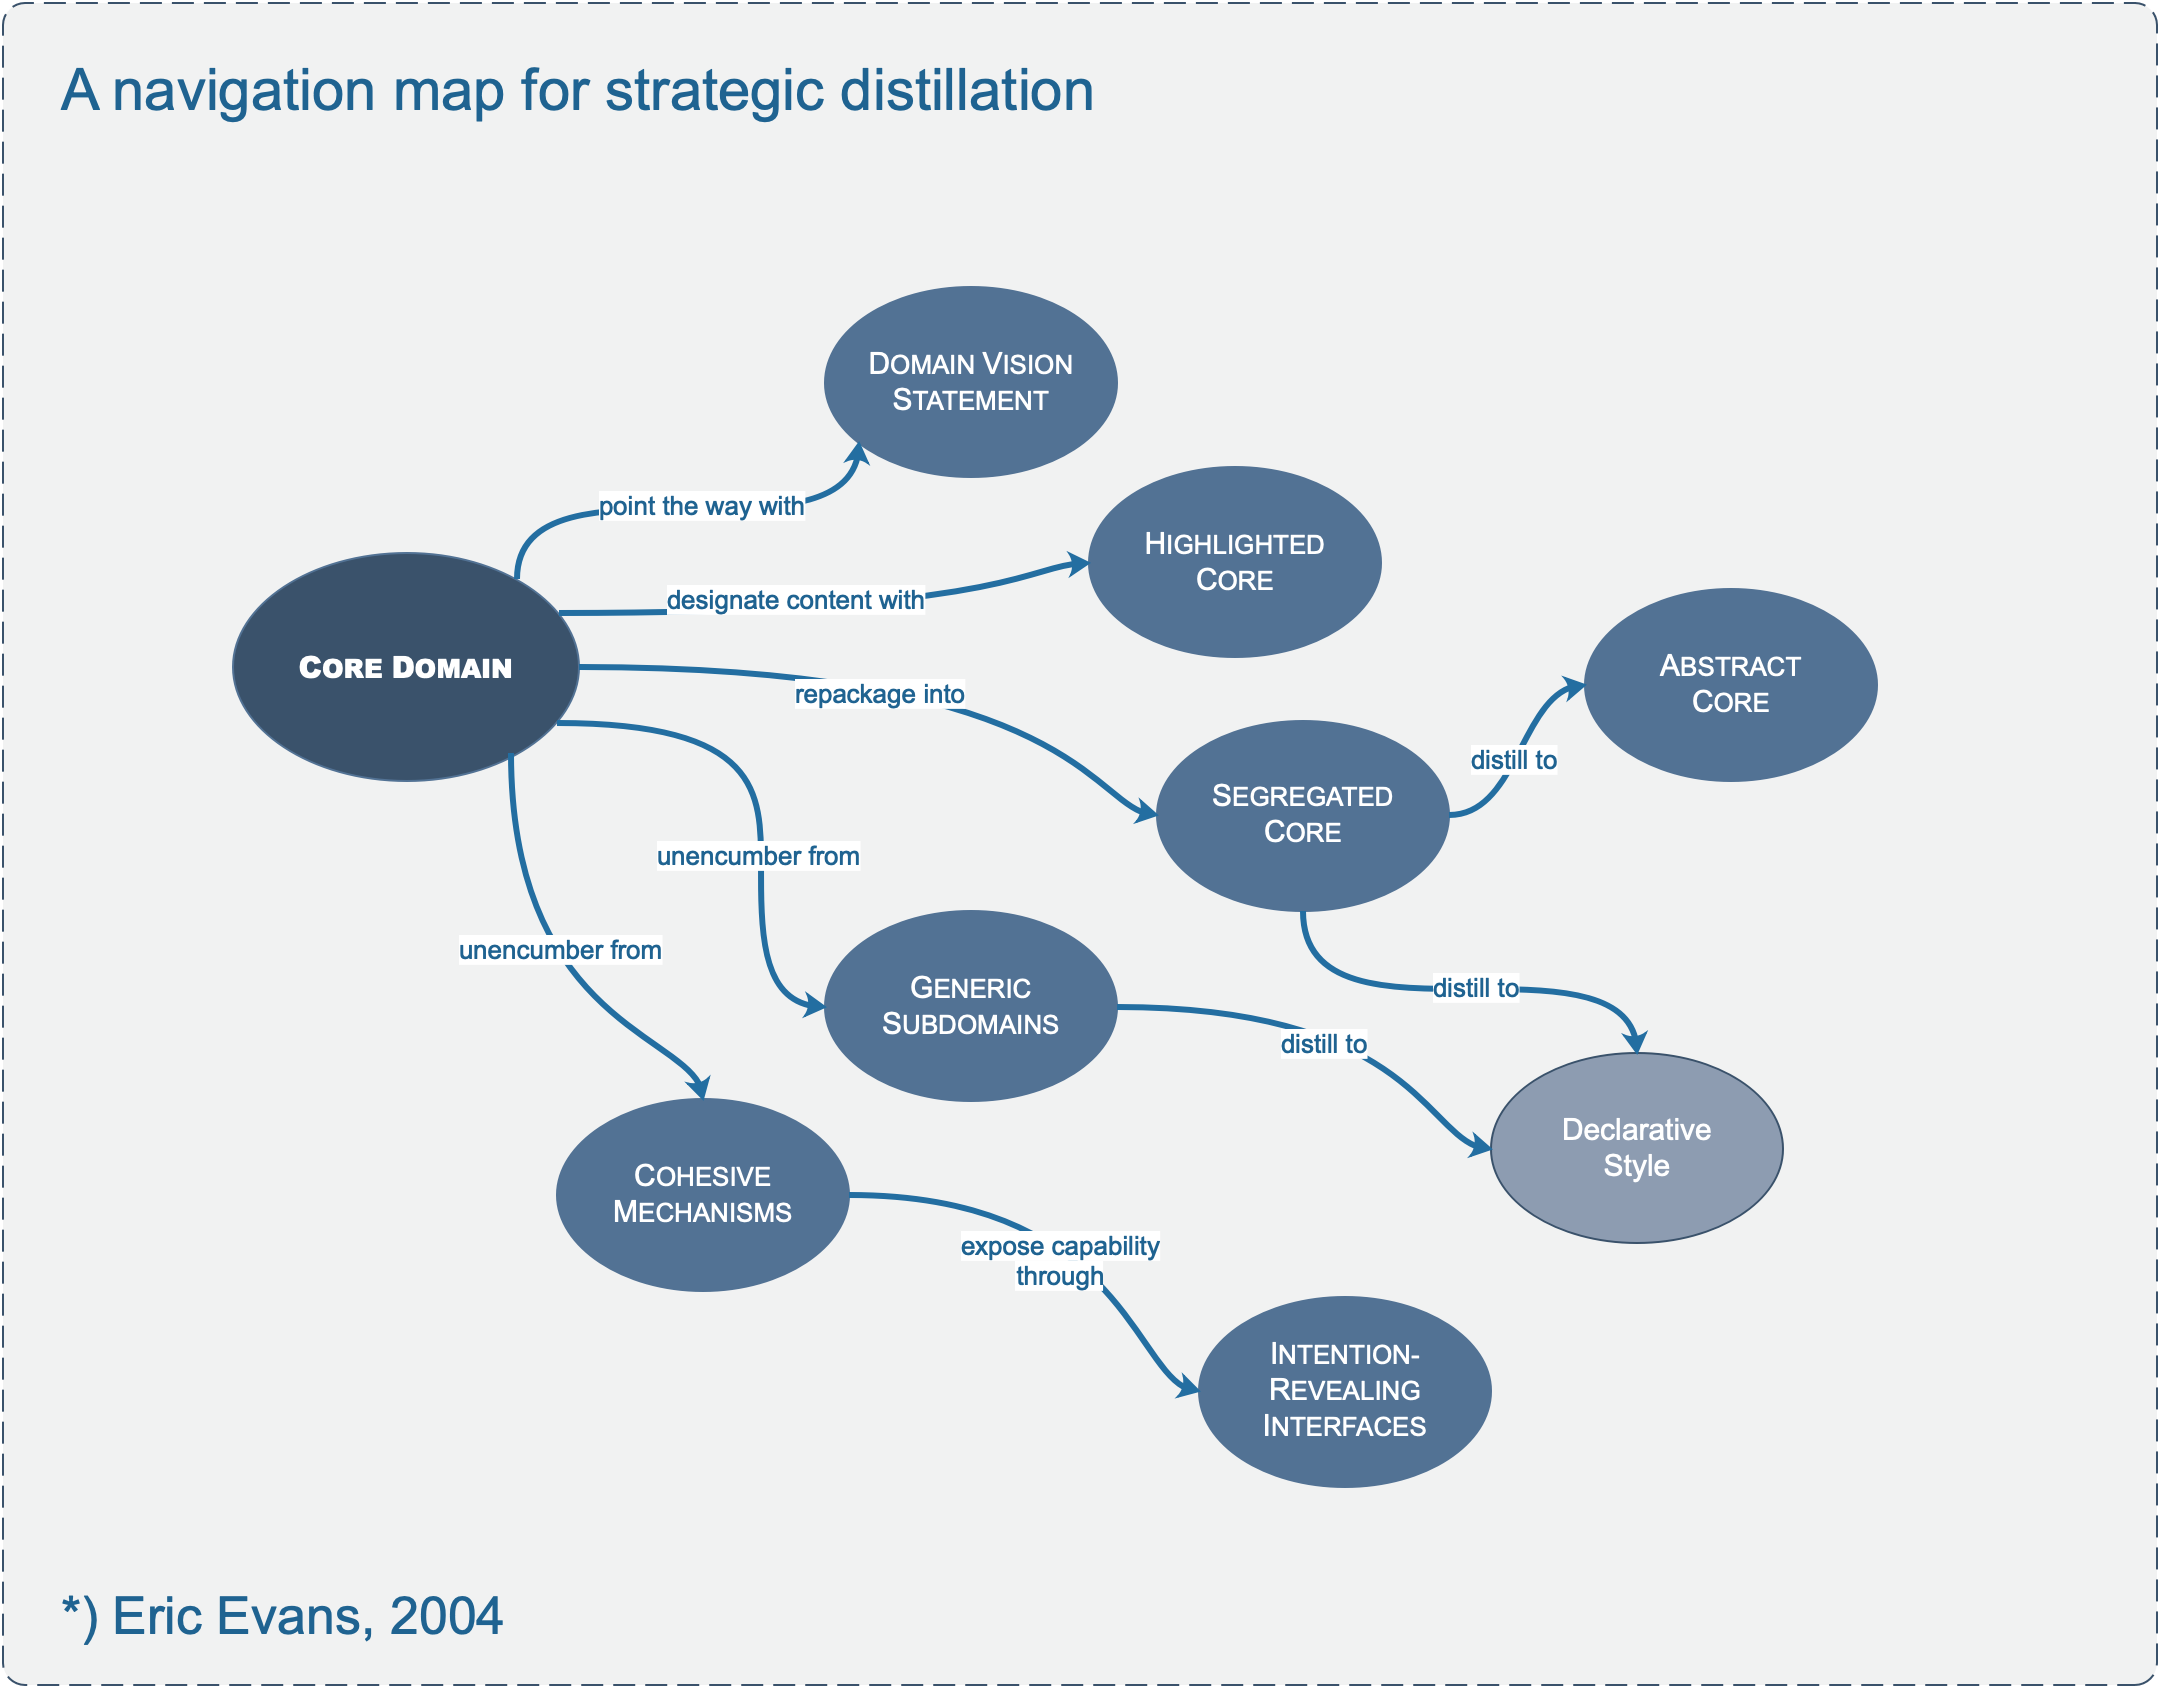 A navigation map for strategic distillation
DOMAIN VISION
STATEMENT
point the way with
HIGHLIGHTED
CORE
designate content with
CORE DOMAIN
ABSTRACT
CORE
repackage into
distill to
SEGREGATED
CORE
unencumber from
unencumber from
GENERIC
SUBDOMAINS
distill to
distill to
Declarative
Style
COHESIVE
MECHANISMS
expose capability
through
INTENTION-
REVEALING
INTERFACES
*) Eric Evans, 2004